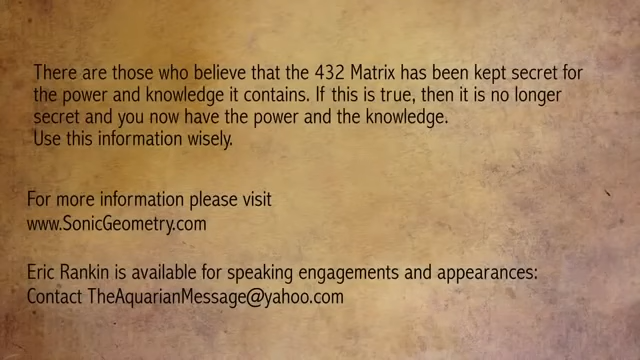 There are those who believe that the 432 Matrix has been kept secret for
the power and knowledge it contains. If this is true, then it is no longer
secret and you now have the power and the knowledge.
Use this information wisely.
For more information please visit
www.SonicGeometry.com
Eric Rankin is available for speaking engagements and appearances:
Contact TheAquarianMessage@yahoo.com